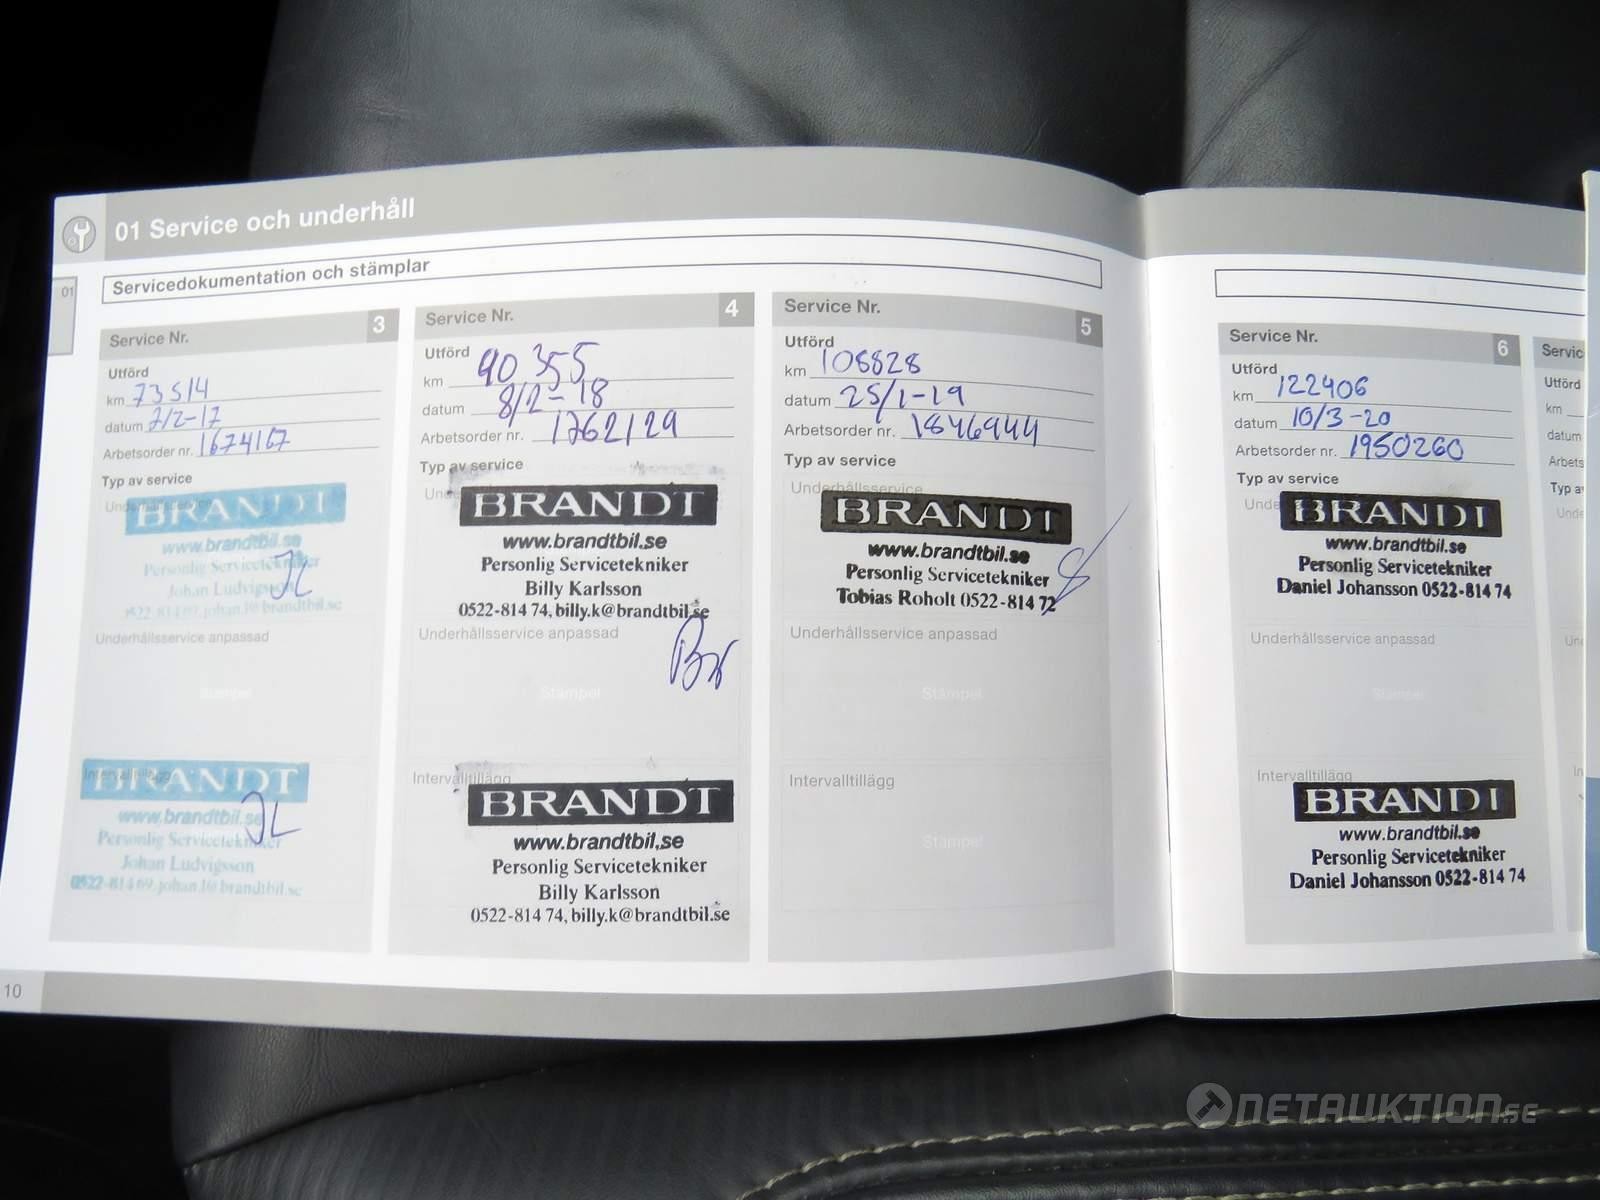 01 Service och underhåll
01
Servicedokumentation och stämplar
Service Nr. 3
Utförd
km 73514
datum 7/2-17
Arbetsorder nr. 1674167
Typ av service
BRANDT
www.brandtbil.se
Personlig Servicetekniker
Johan Ludvigsson
JL
Underhållsservice anpassad
Stämpel
Intervalltillägg
BRANDT
www.brandtbil.se
JL
Personlig Servicetekniker
Johan Ludvigsson
0522-814 69, johan.l@brandtbil.se
Service Nr. 4
Utförd
km 90355
datum 8/2-18
Arbetsorder nr. 1762129
Typ av service
BRANDT
www.brandtbil.se
Personlig Servicetekniker
Billy Karlsson
0522-814 74, billy.k@brandtbil.se
Underhållsservice anpassad
Stämpel
Intervalltillägg
BRANDT
www.brandtbil.se
Personlig Servicetekniker
Billy Karlsson
0522-814 74, billy.k@brandtbil.se
Service Nr. 5
Utförd
km 106828
datum 25/1-19
Arbetsorder nr. 1846944
Typ av service
Underhållsservice
BRANDT
www.brandtbil.se
Personlig Servicetekniker
Tobias Roholt 0522-814 72
Underhållsservice anpassad
Stämpel
Intervalltillägg
Stämpel
Service Nr. 6
Utförd
km 122406
datum 10/3-20
Arbetsorder nr. 1950260
Typ av service
BRANDT
www.brandtbil.se
Personlig Servicetekniker
Daniel Johansson 0522-814 74
Underhållsservice anpassad
Stämpel
Intervalltillägg
BRANDT
www.brandtbil.se
Personlig Servicetekniker
Daniel Johansson 0522-814 74
Servic
Utförd
km
datum
Arbets
Typ a
10
NETAUKTION.SE